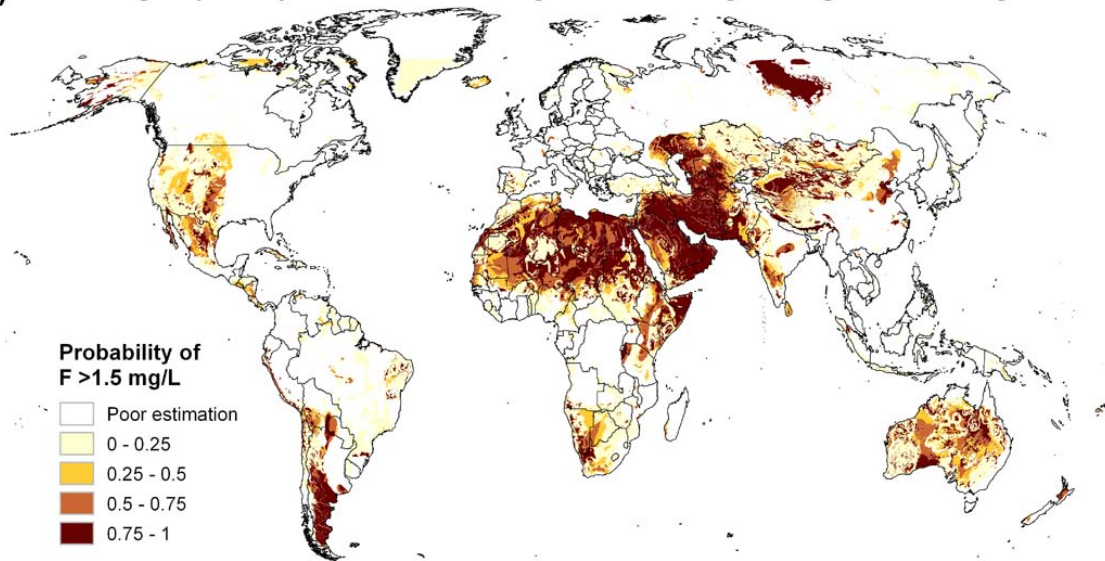 Probability of
F >1.5 mg/L
Poor estimation
0 - 0.25
0.25 - 0.5
0.5 - 0.75
0.75 - 1